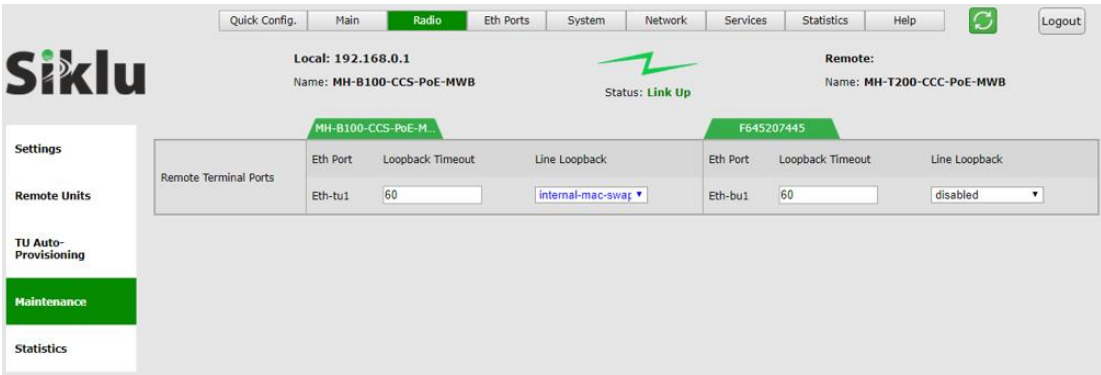 Quick Config. Main Radio Eth Ports System Network Services Statistics Help Logout
Siklu
Local: 192.168.0.1 Remote:
Name: MH-B100-CCS-PoE-MWB Status: Link Up Name: MH-T200-CCC-PoE-MWB
MH-B100-CCS-PoE-M... F645207445
Settings
Remote Units
TU Auto-
Provisioning
Maintenance
Statistics
Remote Terminal Ports
Eth Port Loopback Timeout Line Loopback Eth Port Loopback Timeout Line Loopback
Eth-tu1 60 internal-mac-swap Eth-bu1 60 disabled